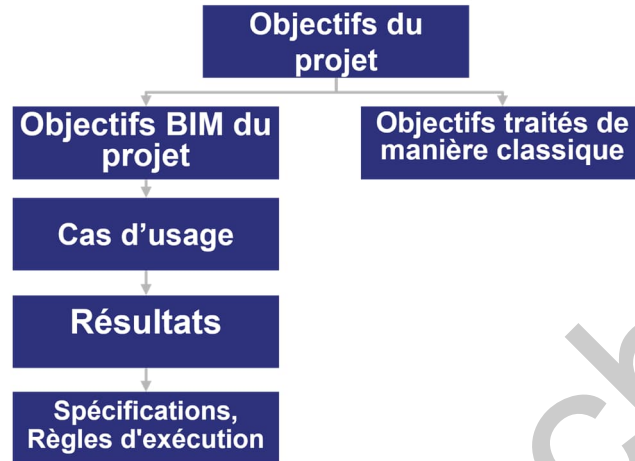 Objectifs du
projet
Objectifs BIM du
projet
Objectifs traités de
manière classique
Cas d'usage
Résultats
Spécifications,
Règles d'exécution